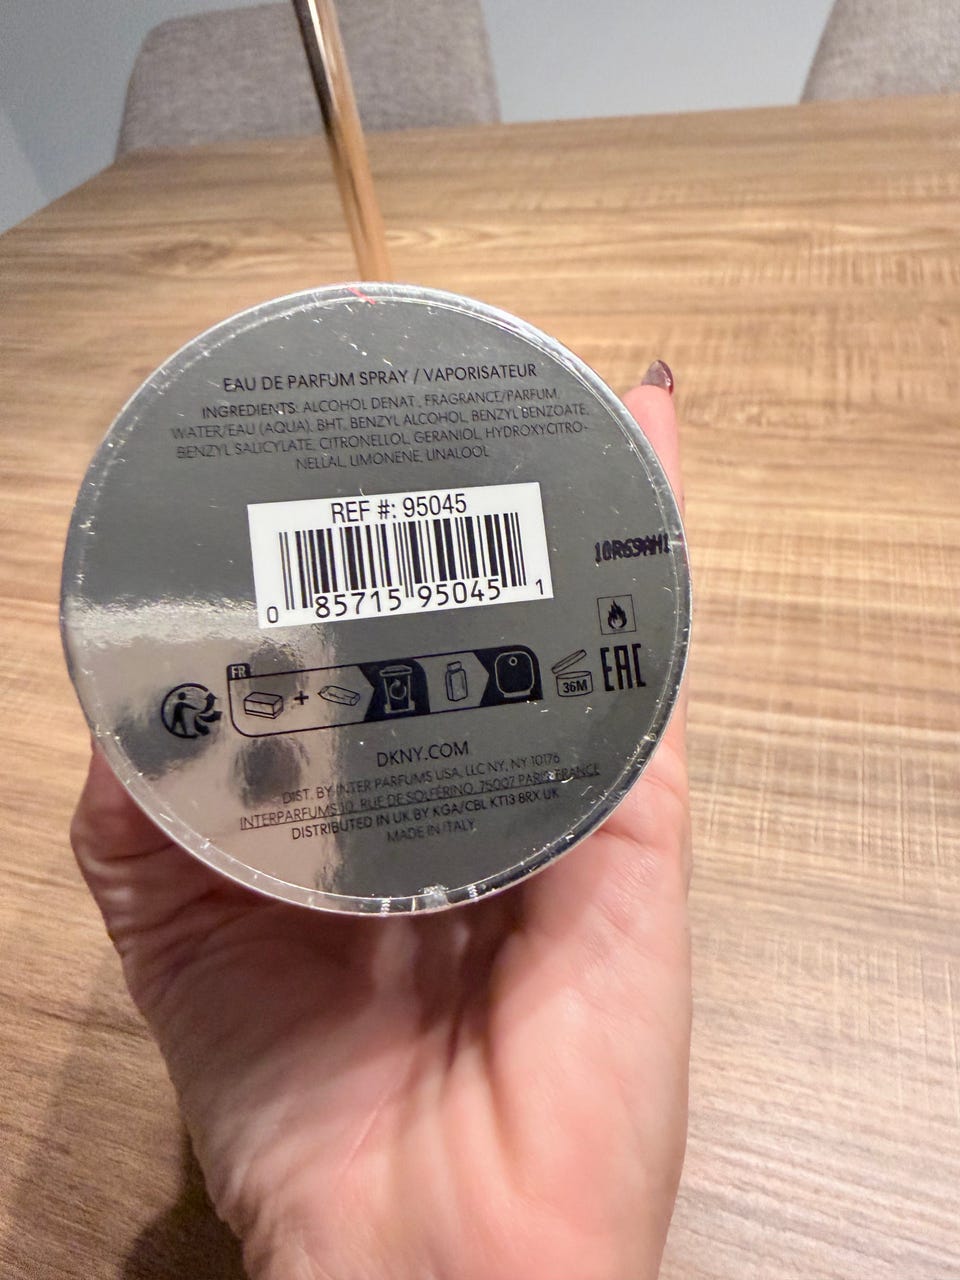 EAU DE PARFUM SPRAY / VAPORISATEUR
INGREDIENTS: ALCOHOL DENAT., FRAGRANCE/PARFUM,
WATER/EAU (AQUA), BHT, BENZYL ALCOHOL, BENZYL BENZOATE,
BENZYL SALICYLATE, CITRONELLOL, GERANIOL, HYDROXYCITRO-
NELLAL, LIMONENE, LINALOOL
REF #: 95045
0 85715 95045 1
FR
36M
EAC
DKNY.COM
DIST. BY INTER PARFUMS USA, LLC NY, NY 10176
INTERPARFUMS 10, RUE DE SOLFÉRINO, 75007 PARIS FRANCE
DISTRIBUTED IN UK BY KGA/CBL KT13 8RX UK
MADE IN ITALY